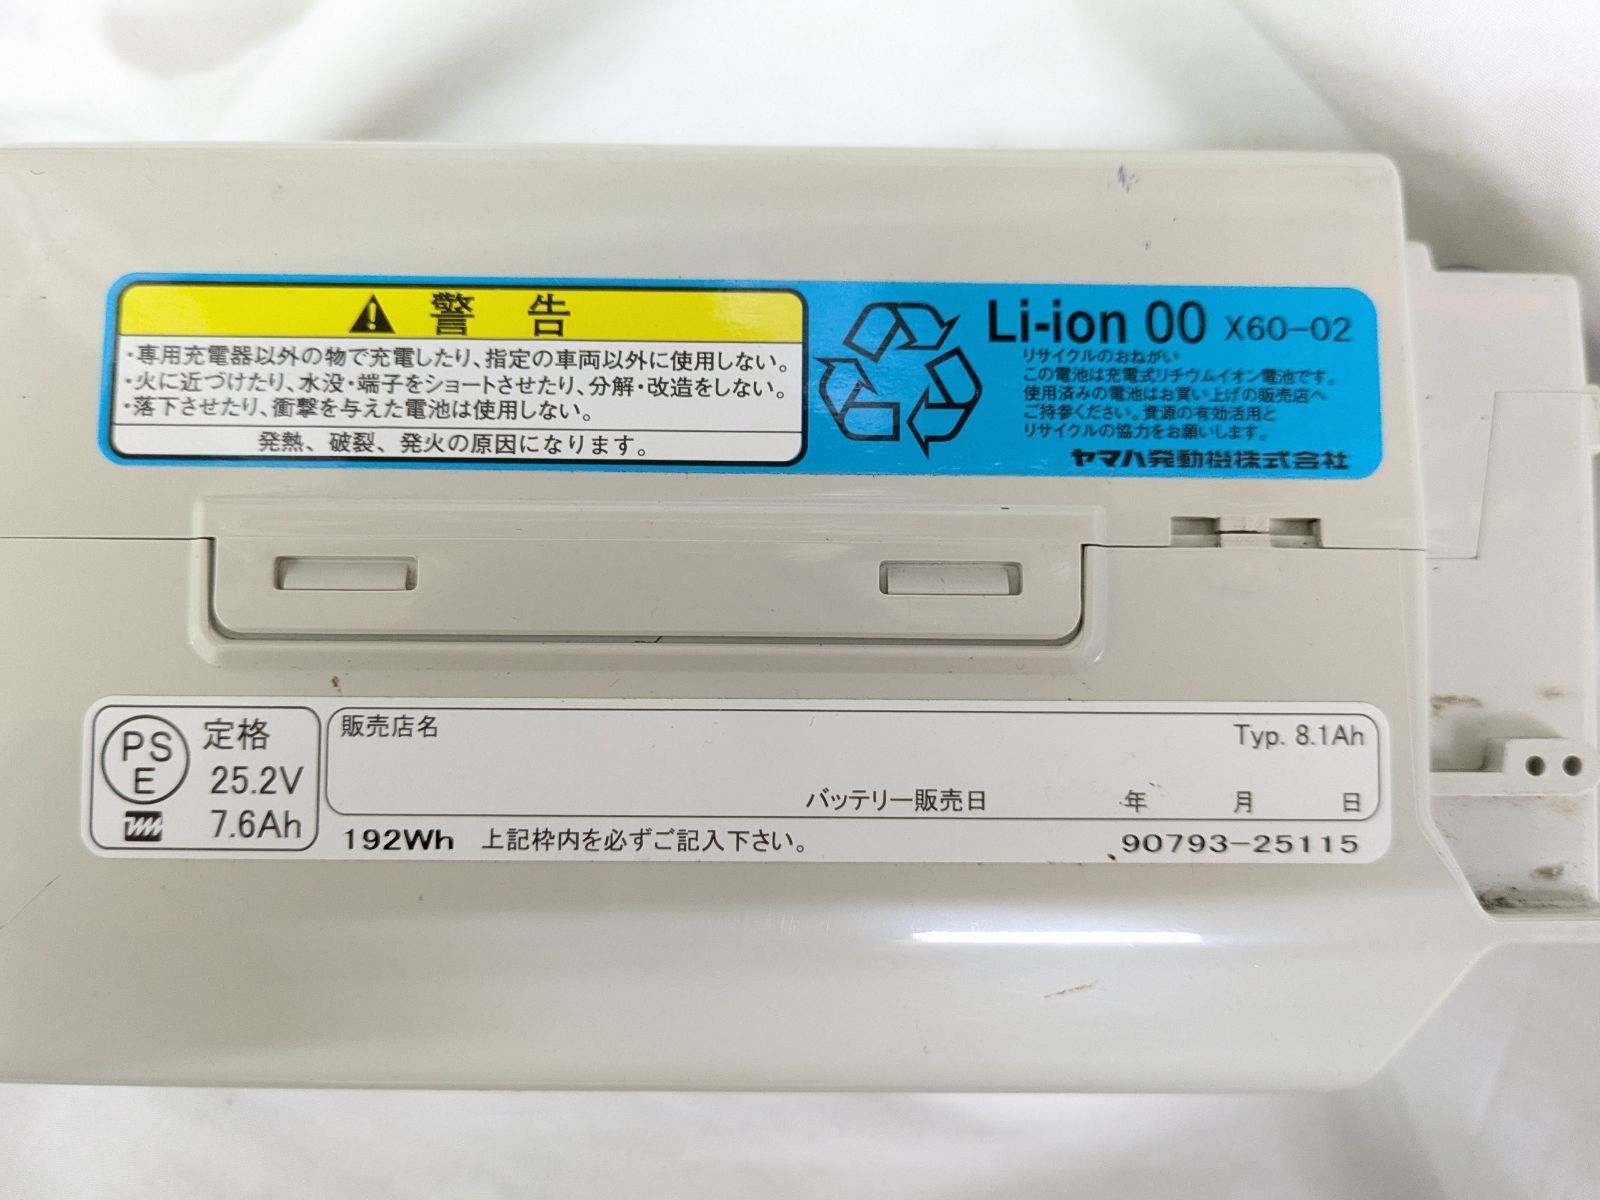 警告
・専用充電器以外の物で充電したり、指定の車両以外に使用しない。
・火に近づけたり、水没・端子をショートさせたり、分解・改造をしない。
・落下させたり、衝撃を与えた電池は使用しない。
発熱、破裂、発火の原因になります。
Li-ion 00 X60-02
リサイクルのおねがい
この電池は充電式リチウムイオン電池です。
使用済みの電池はお買い上げの販売店へ
ご持参ください。資源の有効活用と
リサイクルの協力をお願いします。
ヤマハ発動機株式会社
PS
E
定格
25.2V
7.6Ah
販売店名
Typ. 8.1Ah
バッテリー販売日 年 月 日
192Wh 上記枠内を必ずご記入下さい。 90793-25115